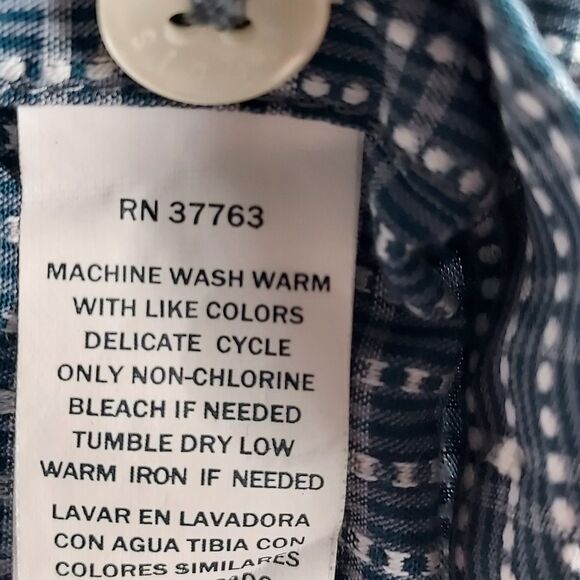 RN 37763
MACHINE WASH WARM
WITH LIKE COLORS
DELICATE CYCLE
ONLY NON-CHLORINE
BLEACH IF NEEDED
TUMBLE DRY LOW
WARM IRON IF NEEDED
LAVAR EN LAVADORA
CON AGUA TIBIA CON
COLORES SIMILARES